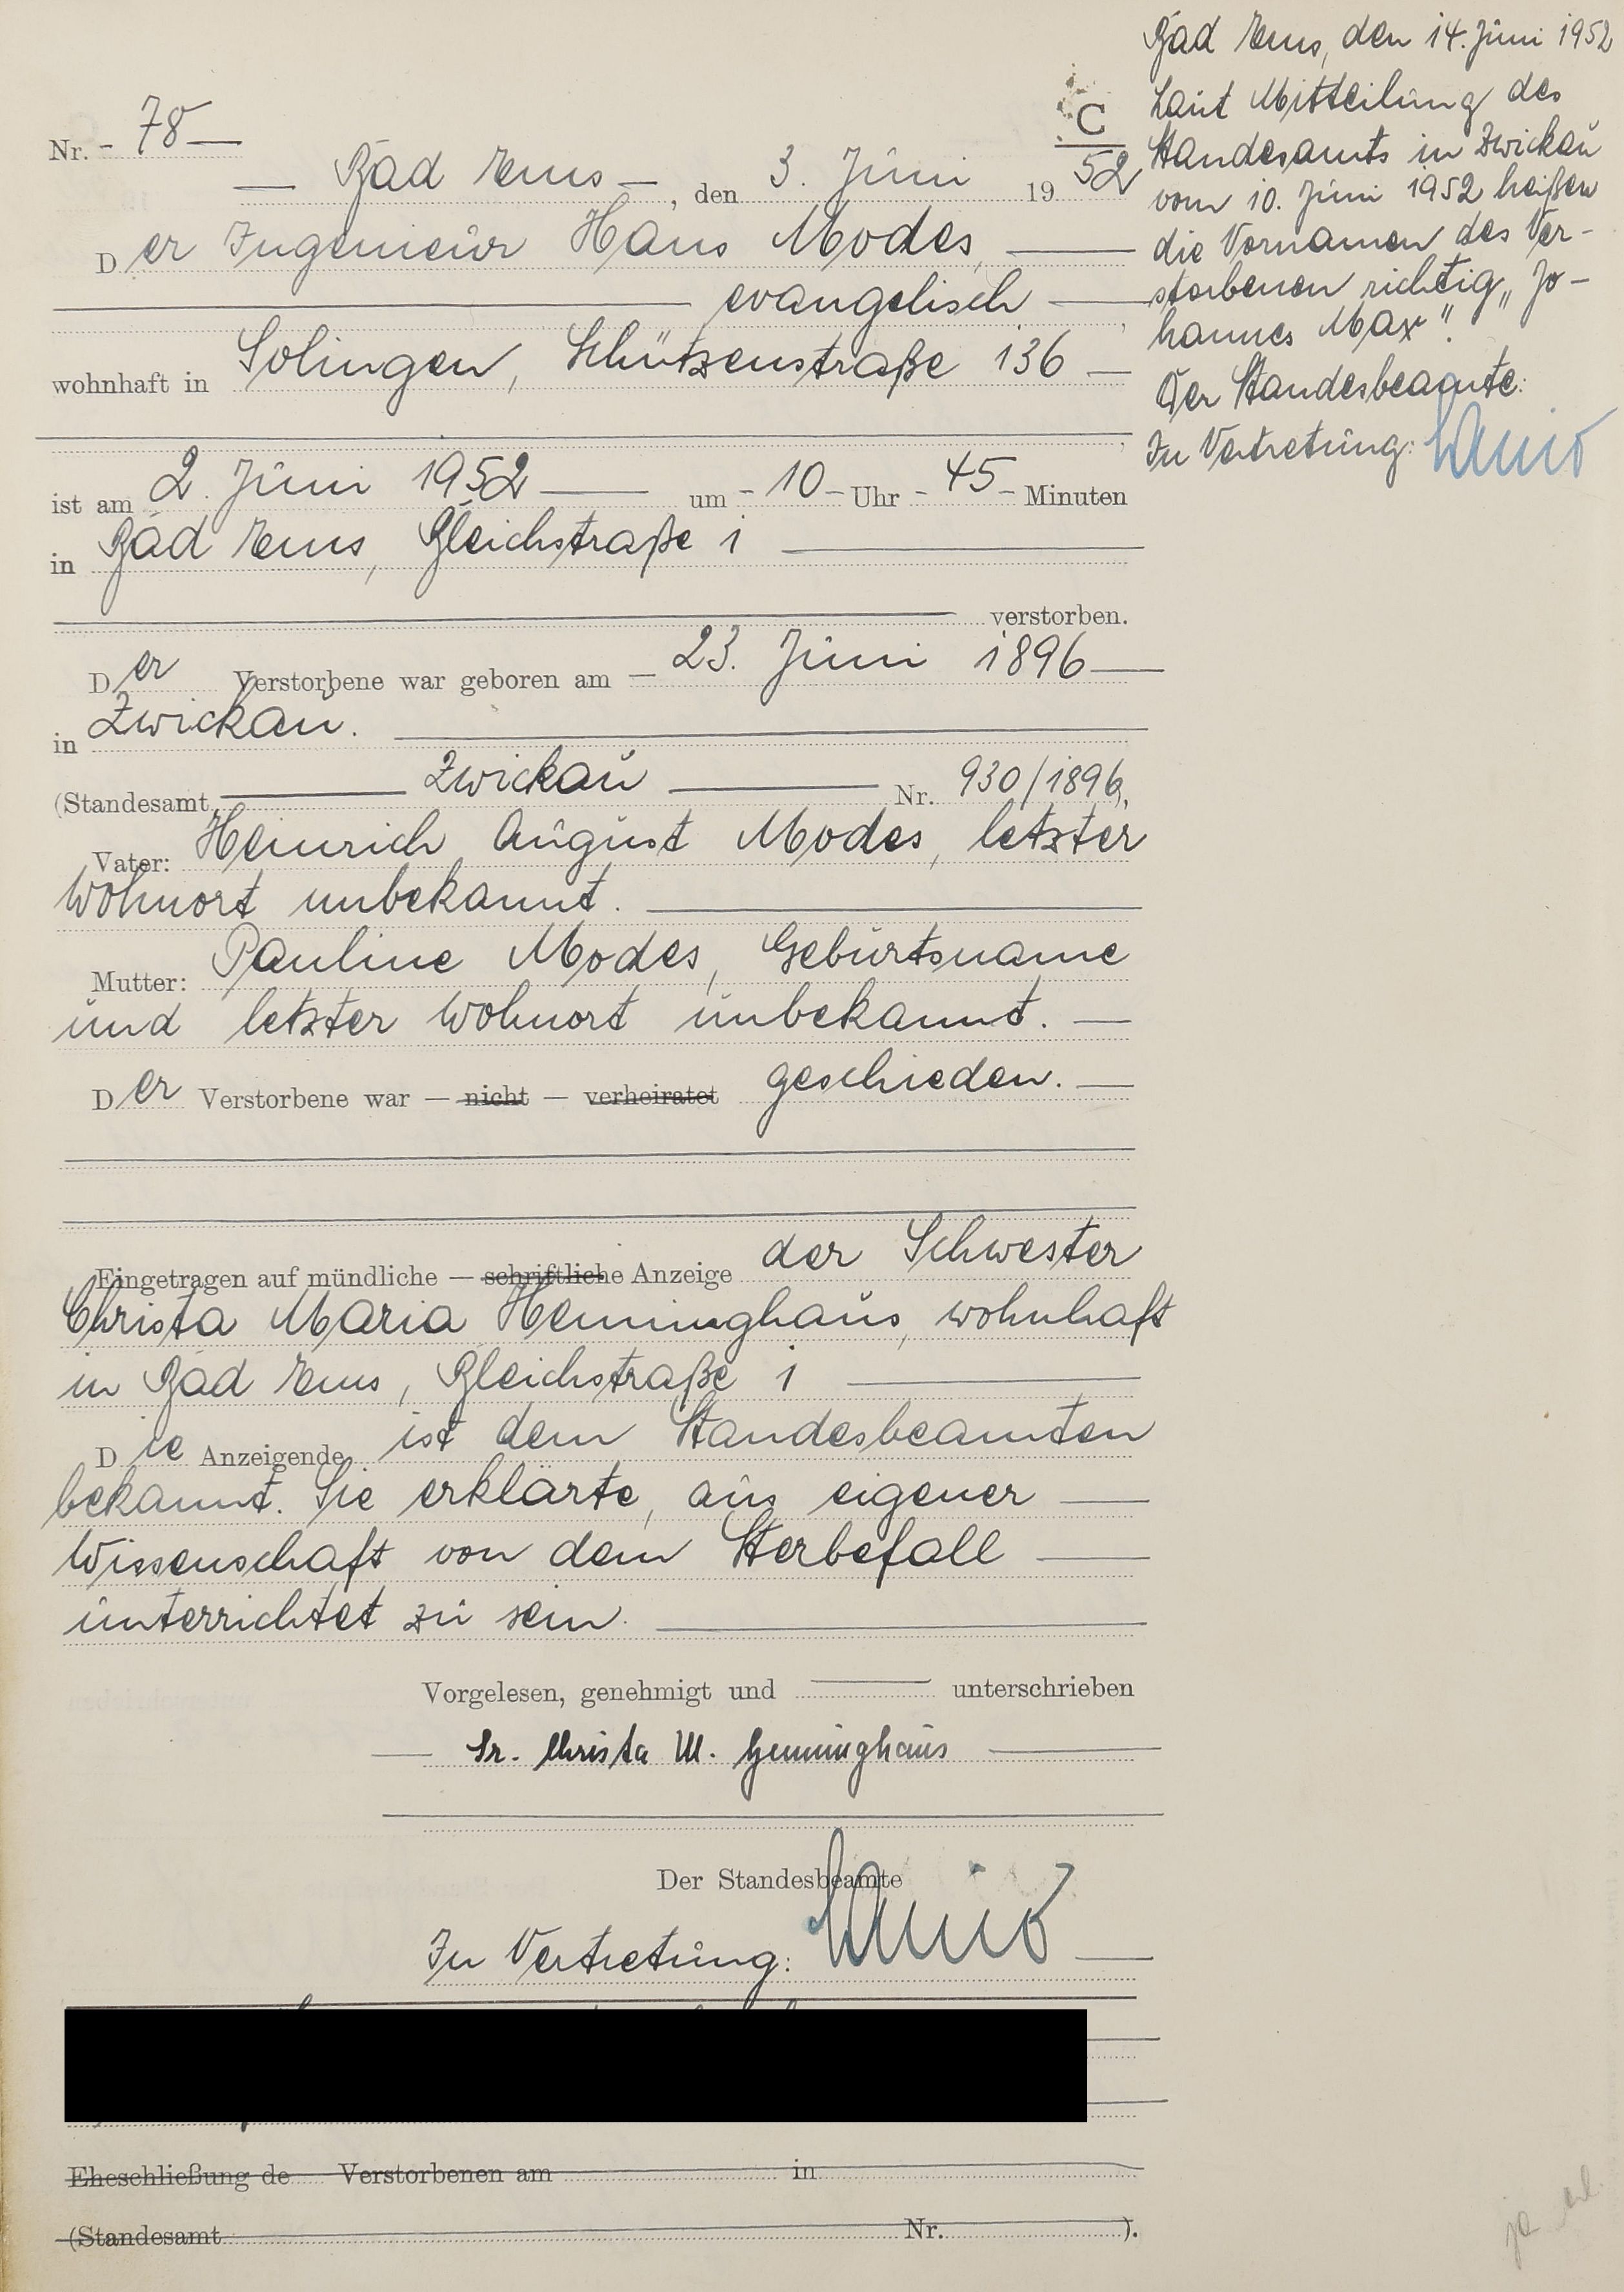 Nr. - 78 —
C
— Bad Ems —, den 3. Juni 1952
Der Ingenieur Hans Modes,
evangelisch
wohnhaft in Solingen, Schützenstraße 136 —
ist am 2. Juni 1952 — um - 10 - Uhr - 45 - Minuten
in Bad Ems, Bleichstraße 1
verstorben.
Der Verstorbene war geboren am — 23. Juni 1896 —
in Zwickau.
(Standesamt Zwickau Nr. 930/1896),
Vater: Heinrich August Modes, letzter
Wohnort unbekannt.
Mutter: Pauline Modes, Geburtsname
und letzter Wohnort unbekannt. —
Der Verstorbene war — nicht — verheiratet geschieden. —
Eingetragen auf mündliche — schriftliche Anzeige der Schwester
Christa Maria Henninghaus, wohnhaft
in Bad Ems, Bleichstraße 1
Die Anzeigende ist dem Standesbeamten
bekannt. Sie erklärte, aus eigener
Wissenschaft von dem Sterbefall
unterrichtet zu sein.
Vorgelesen, genehmigt und unterschrieben
Sr. Christa M. Henninghaus
Der Standesbeamte
In Vertretung:
Eheschließung de Verstorbenen am in
(Standesamt Nr. ).
Bad Ems, den 14. Juni 1952
Laut Mitteilung des
Standesamts in Zwickau
vom 10. Juni 1952 heißen
die Vornamen des Ver-
storbenen richtig „Jo-
hannes Max".
Der Standesbeamte:
In Vertretung: